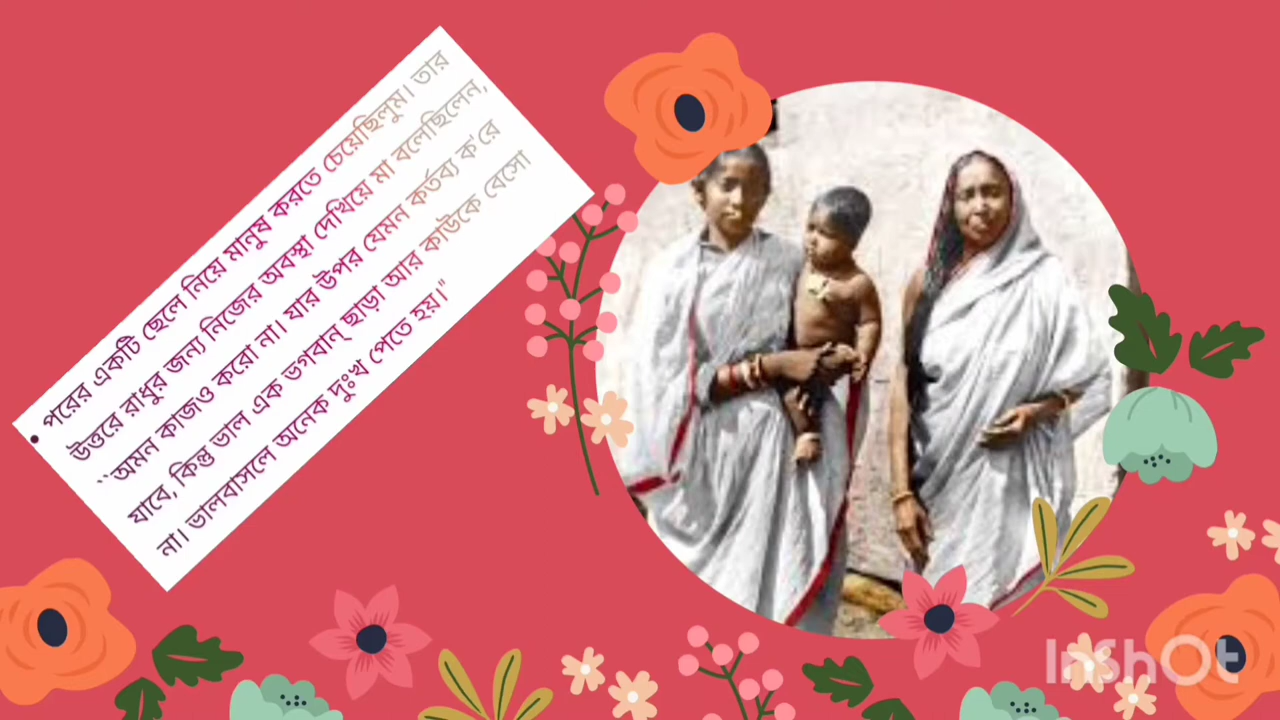 • পরের একটি ছেলে নিয়ে মানুষ করতে চেয়েছিলুম। তার
উত্তরে রাধুর জন্য নিজের অবস্থা দেখিয়ে মা বলেছিলেন,
``অমন কাজও করো না। যার উপর যেমন কর্তব্য ক'রে
যাবে, কিন্তু ভাল এক ভগবান্ ছাড়া আর কাউকে বেসো
না। ভালবাসলে অনেক দুঃখ পেতে হয়।"
InShOt